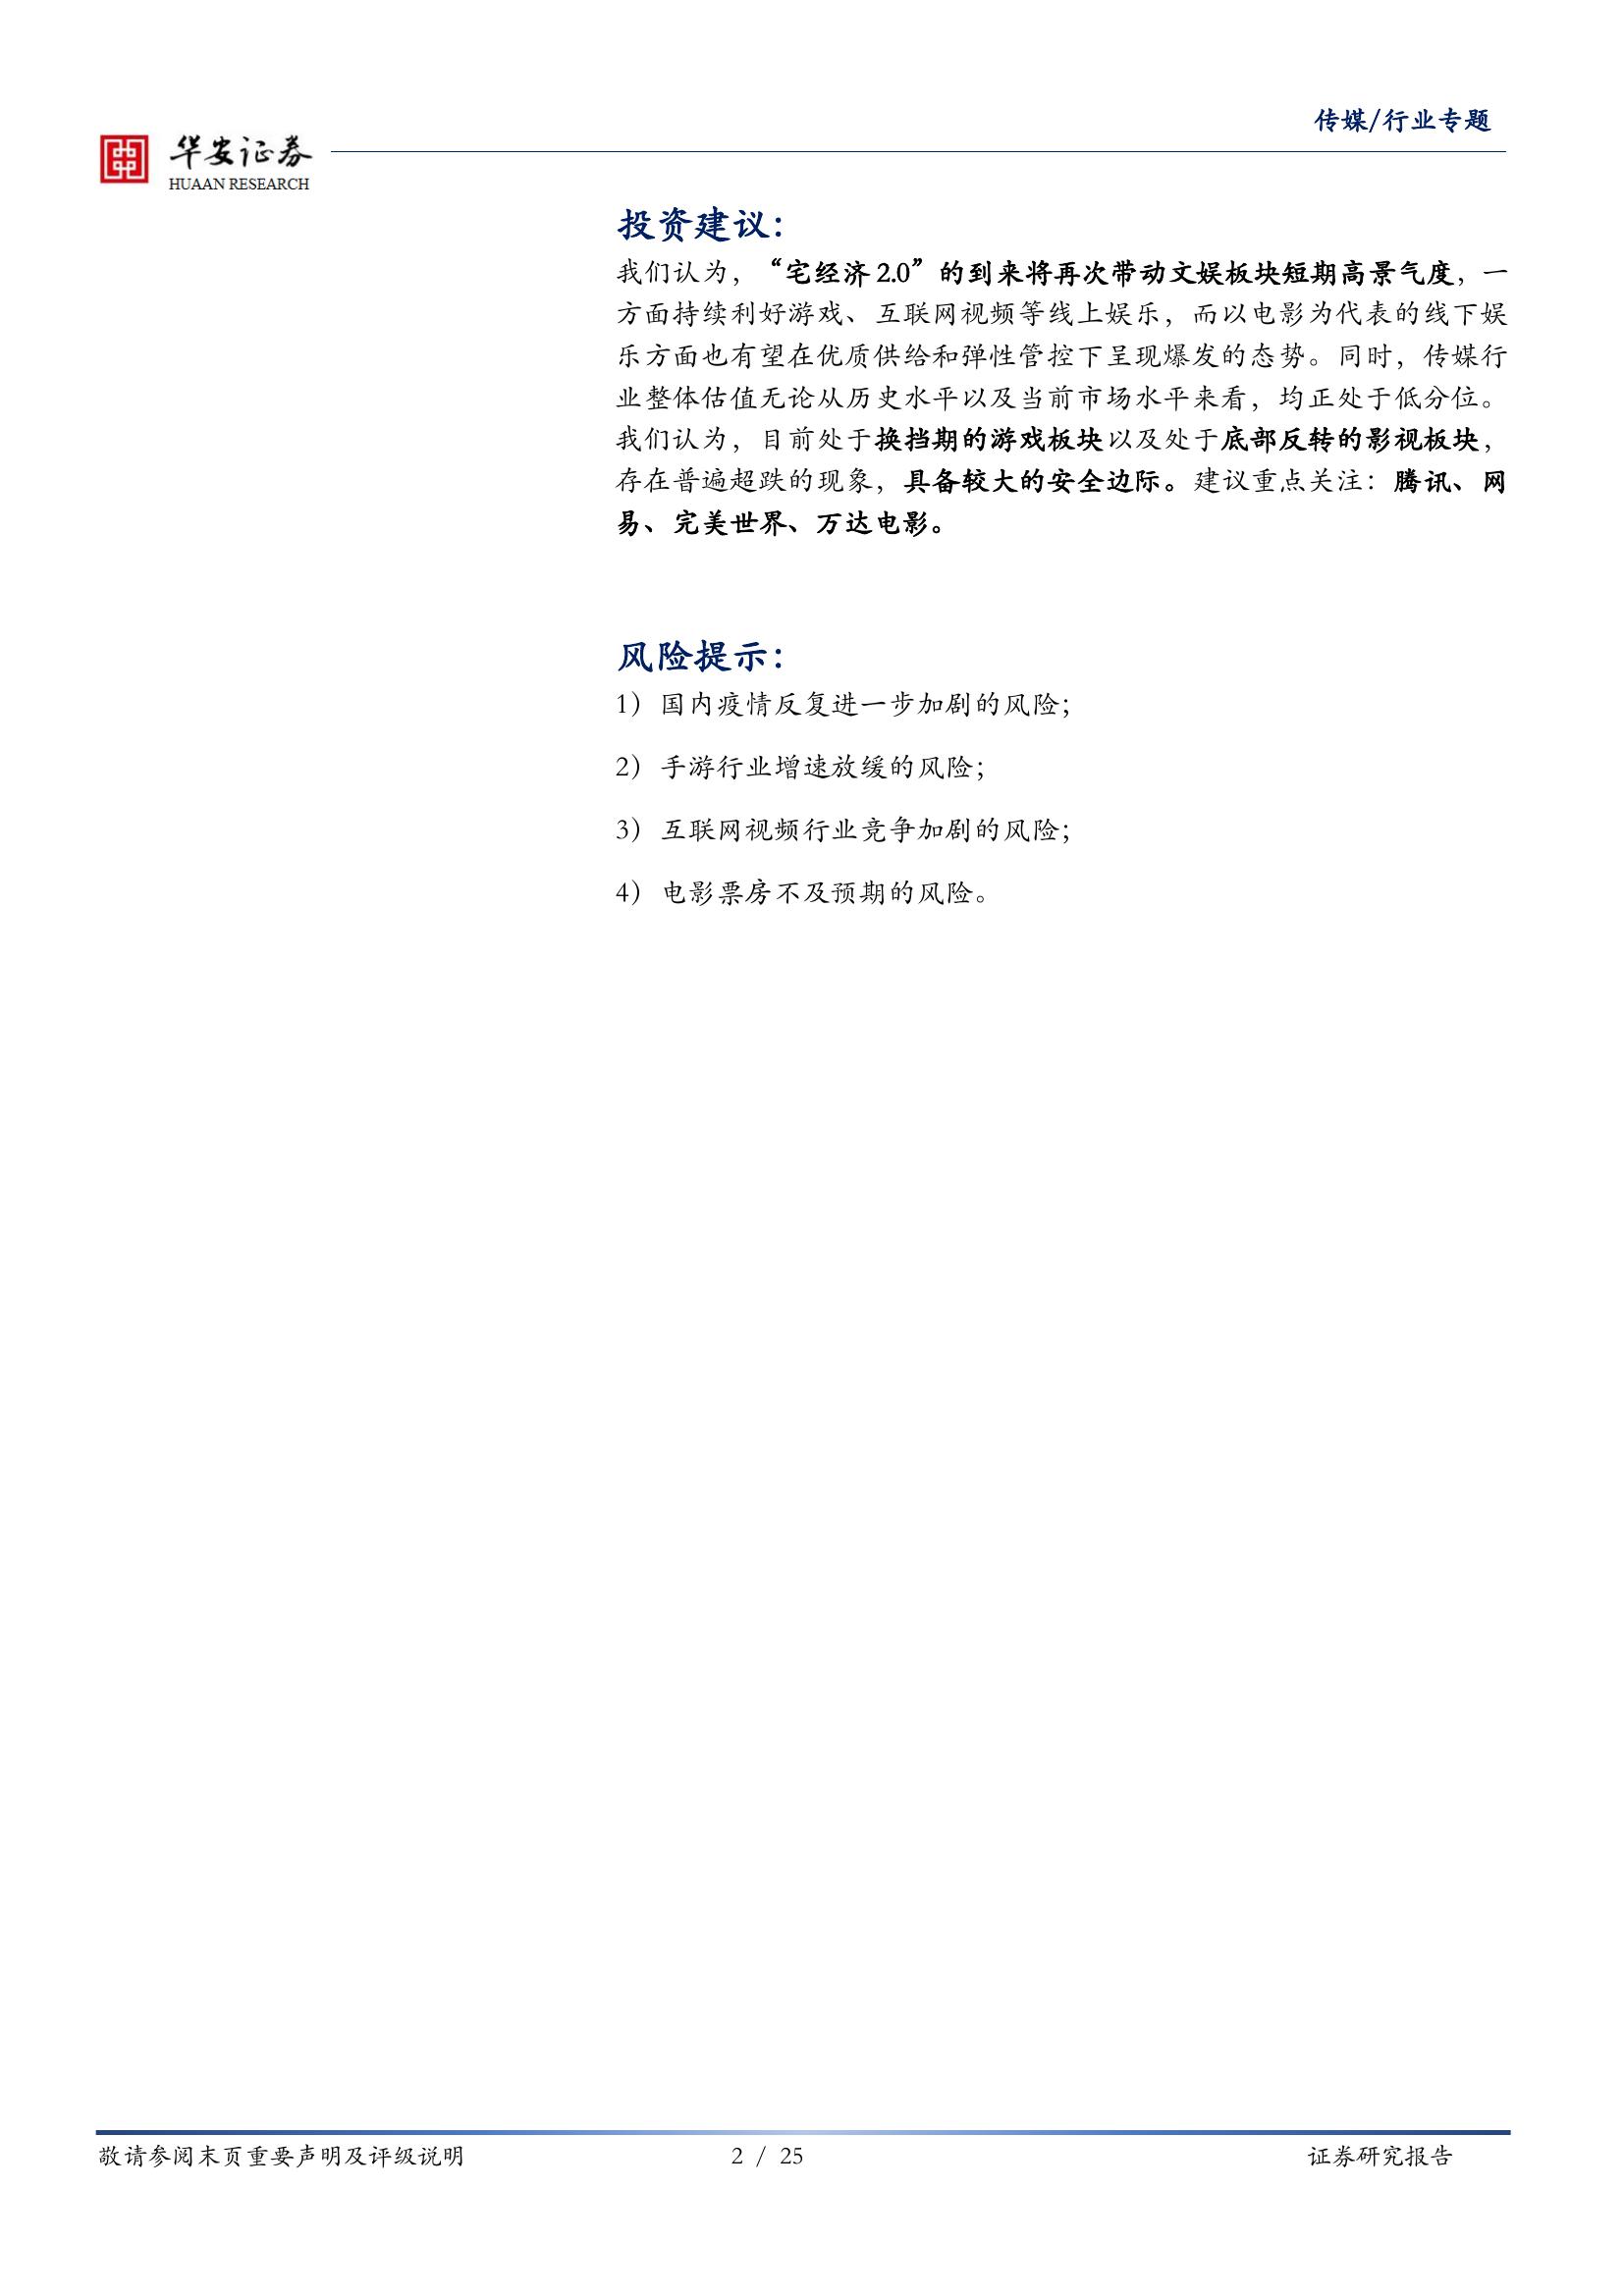 传媒/行业专题
华安证券
HUAAN RESEARCH
投资建议：
我们认为，“宅经济 2.0”的到来将再次带动文娱板块短期高景气度，一
方面持续利好游戏、互联网视频等线上娱乐，而以电影为代表的线下娱
乐方面也有望在优质供给和弹性管控下呈现爆发的态势。同时，传媒行
业整体估值无论从历史水平以及当前市场水平来看，均正处于低分位。
我们认为，目前处于换挡期的游戏板块以及处于底部反转的影视板块，
存在普遍超跌的现象，具备较大的安全边际。建议重点关注：腾讯、网
易、完美世界、万达电影。
风险提示：
1） 国内疫情反复进一步加剧的风险；
2） 手游行业增速放缓的风险；
3） 互联网视频行业竞争加剧的风险；
4） 电影票房不及预期的风险。
敬请参阅末页重要声明及评级说明 2 / 25 证券研究报告